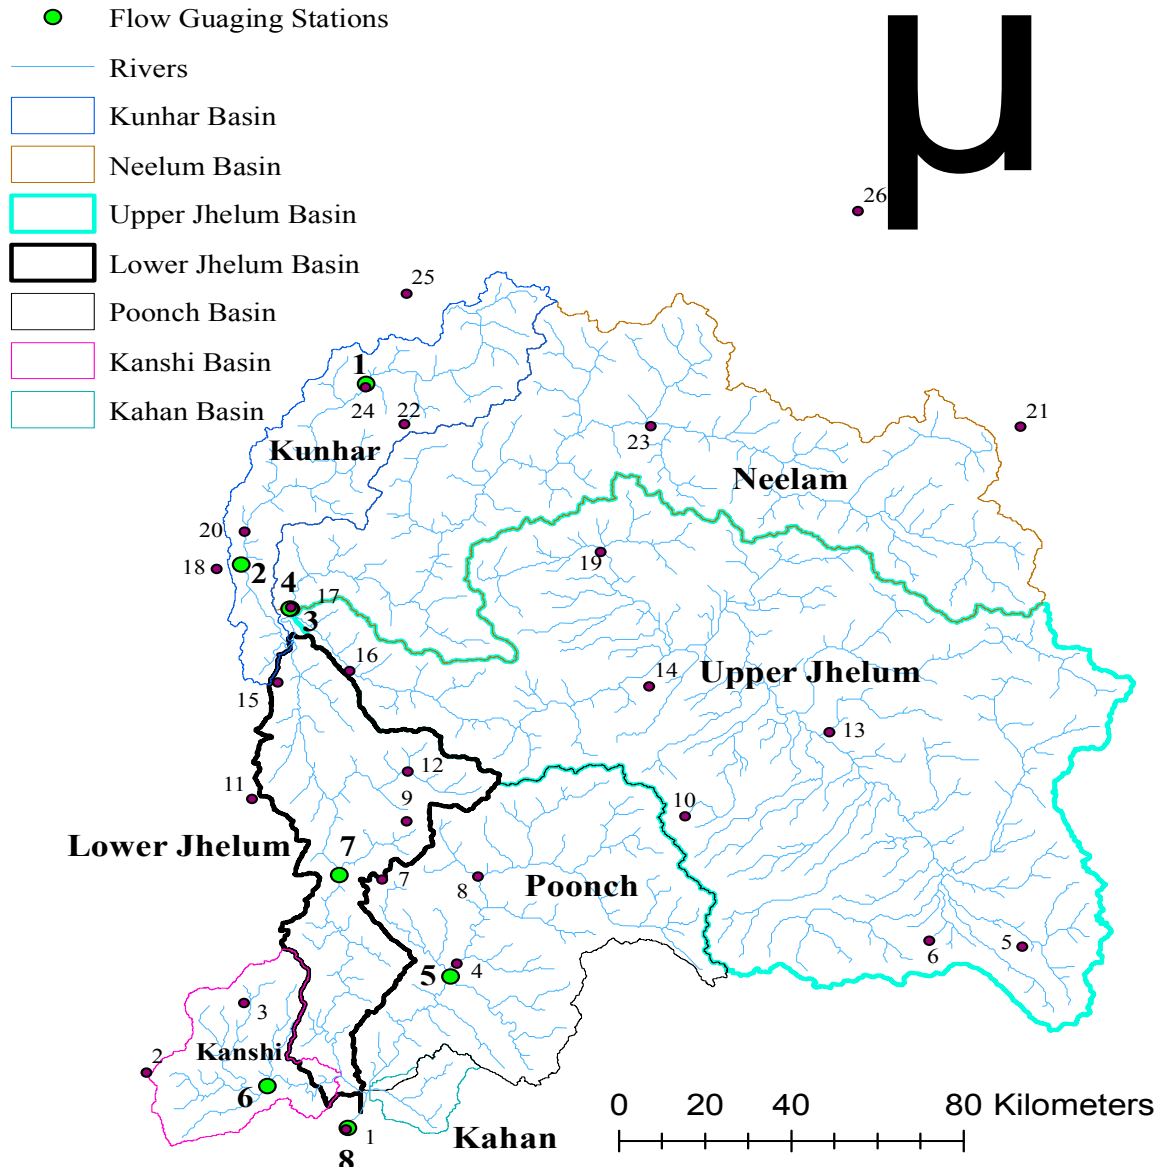 Flow Guaging Stations
Rivers
Kunhar Basin
Neelum Basin
Upper Jhelum Basin
Lower Jhelum Basin
Poonch Basin
Kanshi Basin
Kahan Basin
µ
26
25
1
24
22
21
23
Kunhar
Neelam
20
18
2
19
4
17
3
16
14
Upper Jhelum
15
13
12
11
9
10
Lower Jhelum
7
7
8
Poonch
5
4
6
5
3
Kanshi
2
6
1
8
Kahan
0 20 40 80 Kilometers